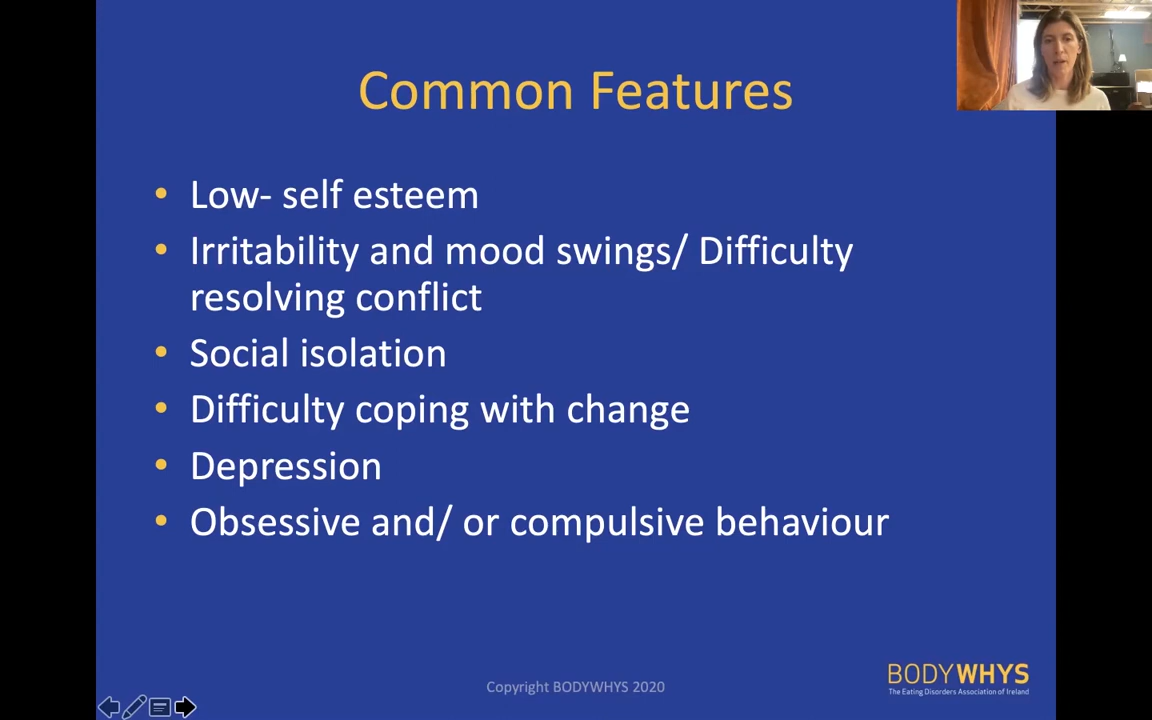 Common Features
• Low- self esteem
• Irritability and mood swings/ Difficulty
resolving conflict
• Social isolation
• Difficulty coping with change
• Depression
• Obsessive and/ or compulsive behaviour
Copyright BODYWHYS 2020
BODYWHYS
The Eating Disorders Association of Ireland